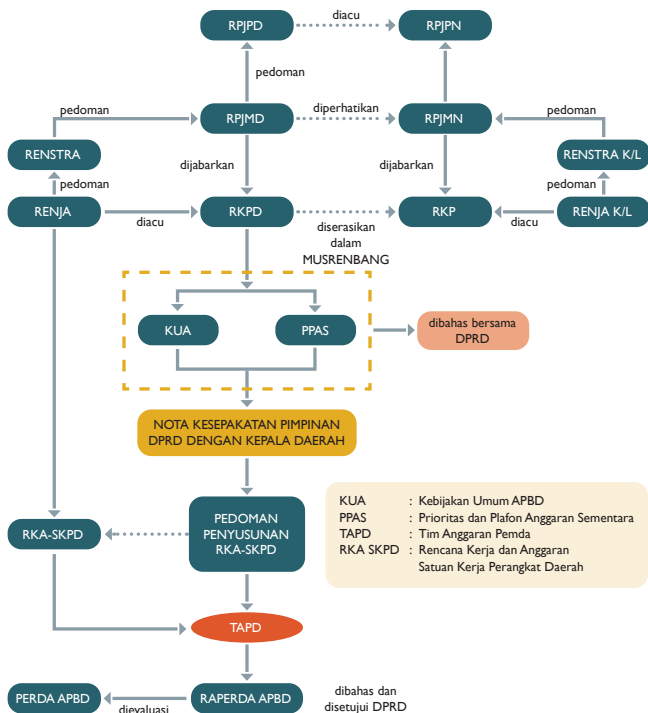 RPJPD
diacu
RPJPN
pedoman
pedoman
RPJMD
diperhatikan
RPJMN
pedoman
RENSTRA
dijabarkan
dijabarkan
RENSTRA K/L
pedoman
pedoman
RENJA
diacu
RKPD
diserasikan
dalam
MUSRENBANG
RKP
diacu
RENJA K/L
KUA
PPAS
dibahas bersama
DPRD
NOTA KESEPAKATAN PIMPINAN
DPRD DENGAN KEPALA DAERAH
KUA : Kebijakan Umum APBD
PPAS : Prioritas dan Plafon Anggaran Sementara
TAPD : Tim Anggaran Pemda
RKA SKPD : Rencana Kerja dan Anggaran
Satuan Kerja Perangkat Daerah
RKA-SKPD
PEDOMAN
PENYUSUNAN
RKA-SKPD
TAPD
PERDA APBD
dievaluasi
RAPERDA APBD
dibahas dan
disetujui DPRD